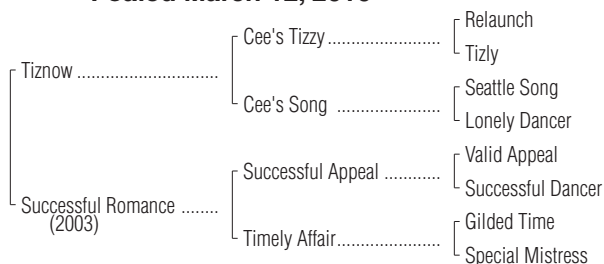 Foaled March 12,
Relaunch
Cee's Tizzy ........................
Tizly
Tiznow ..............................
Seattle Song
Cee's Song ......................
Lonely Dancer
Valid Appeal
Successful Appeal ............
Successful Dancer
Successful Romance ........
(2003)
Gilded Time
Timely Affair......................
Special Mistress